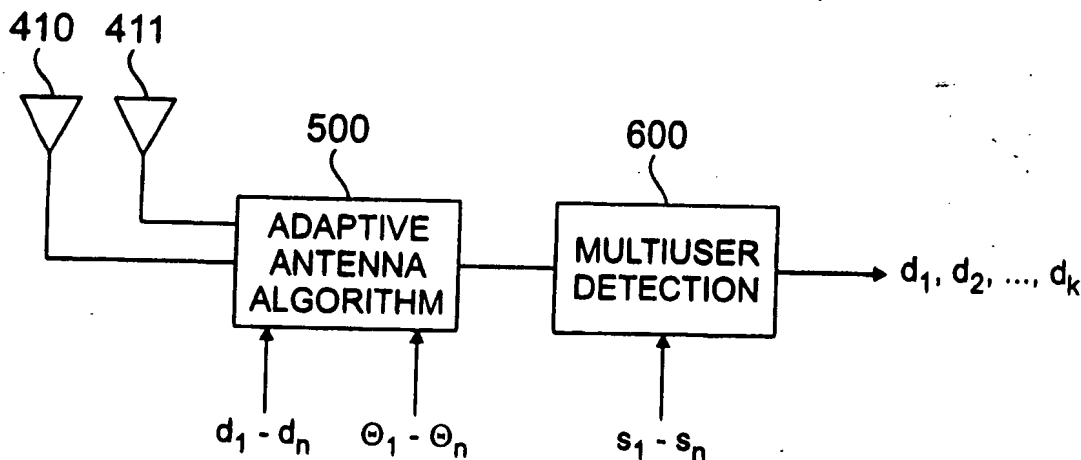 410 411
500
600
ADAPTIVE
ANTENNA
ALGORITHM
MULTIUSER
DETECTION
d₁, d₂, ..., dₖ
d₁ - dₙ
Θ₁ - Θₙ
s₁ - sₙ